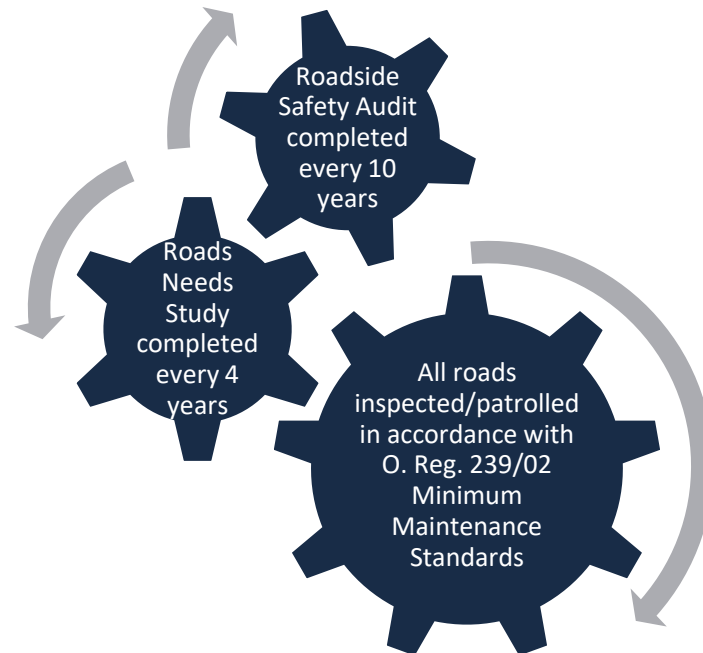 Roadside
Safety Audit
completed
every 10
years
Roads
Needs
Study
completed
every 4
years
All roads
inspected/patrolled
in accordance with
O. Reg. 239/02
Minimum
Maintenance
Standards